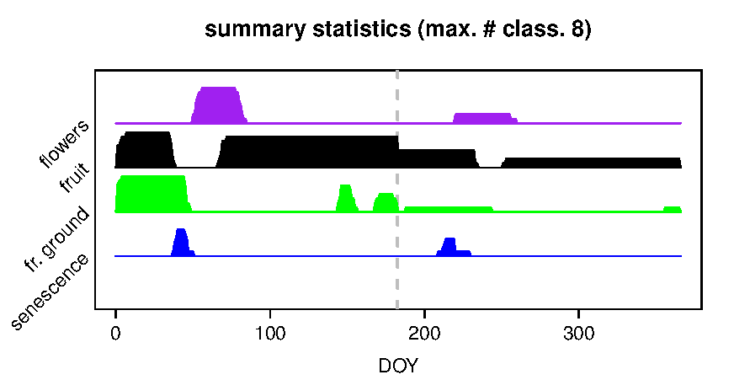 summary statistics (max. # class. 8)
flowers
fruit
fr. ground
senescence
0 100 200 300
DOY